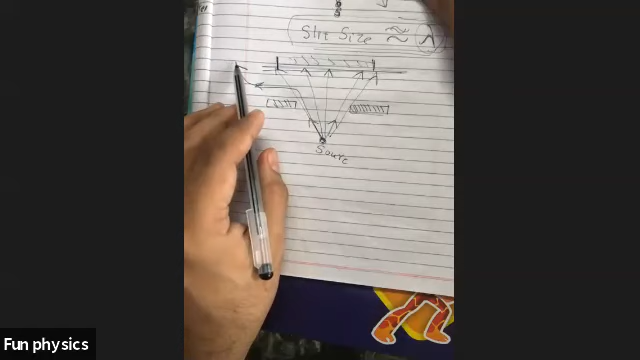 Slit Size ≈ λ
Source
Fun physics